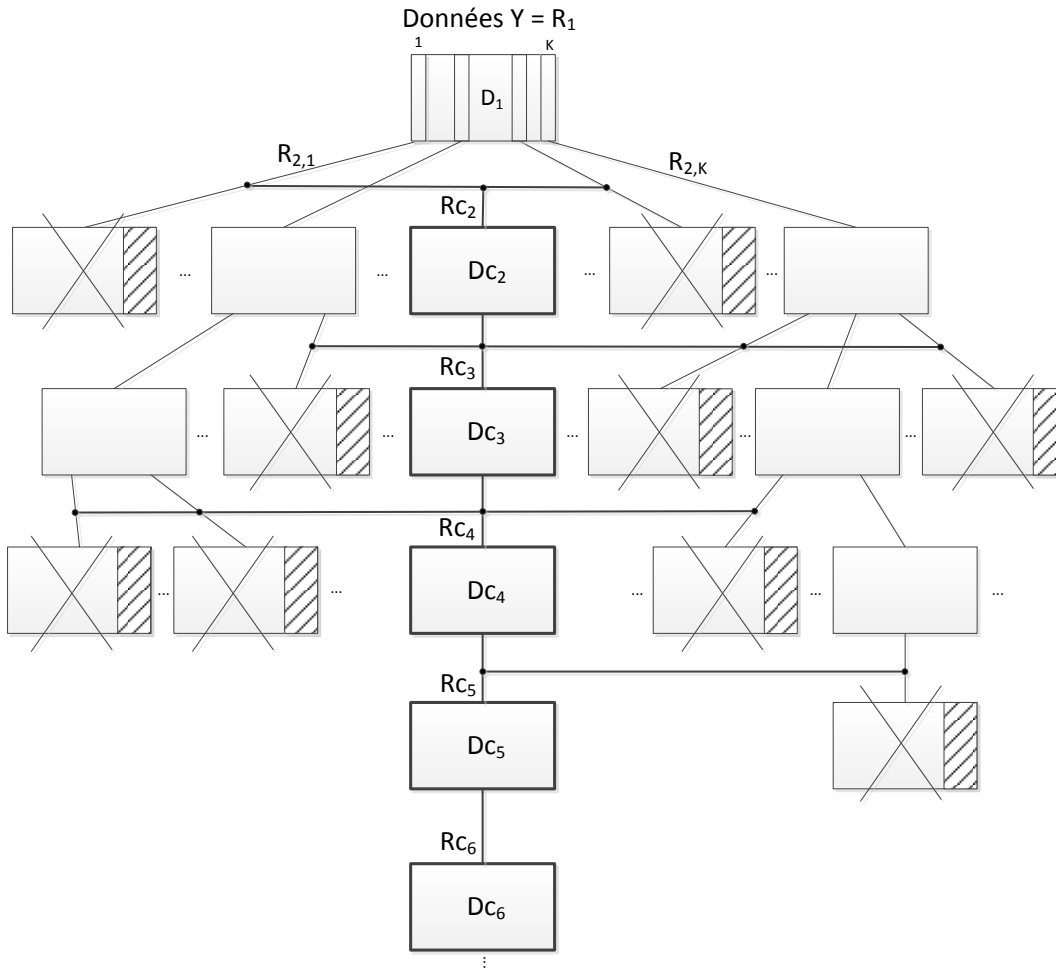 Données Y = R₁
1 K
D₁
R₂,₁ R₂,K
Rc₂
... ... Dc₂ ... ...
Rc₃
... ... Dc₃ ... ... ...
Rc₄
... ... Dc₄ ... ... ...
Rc₅
Dc₅
Rc₆
Dc₆
...